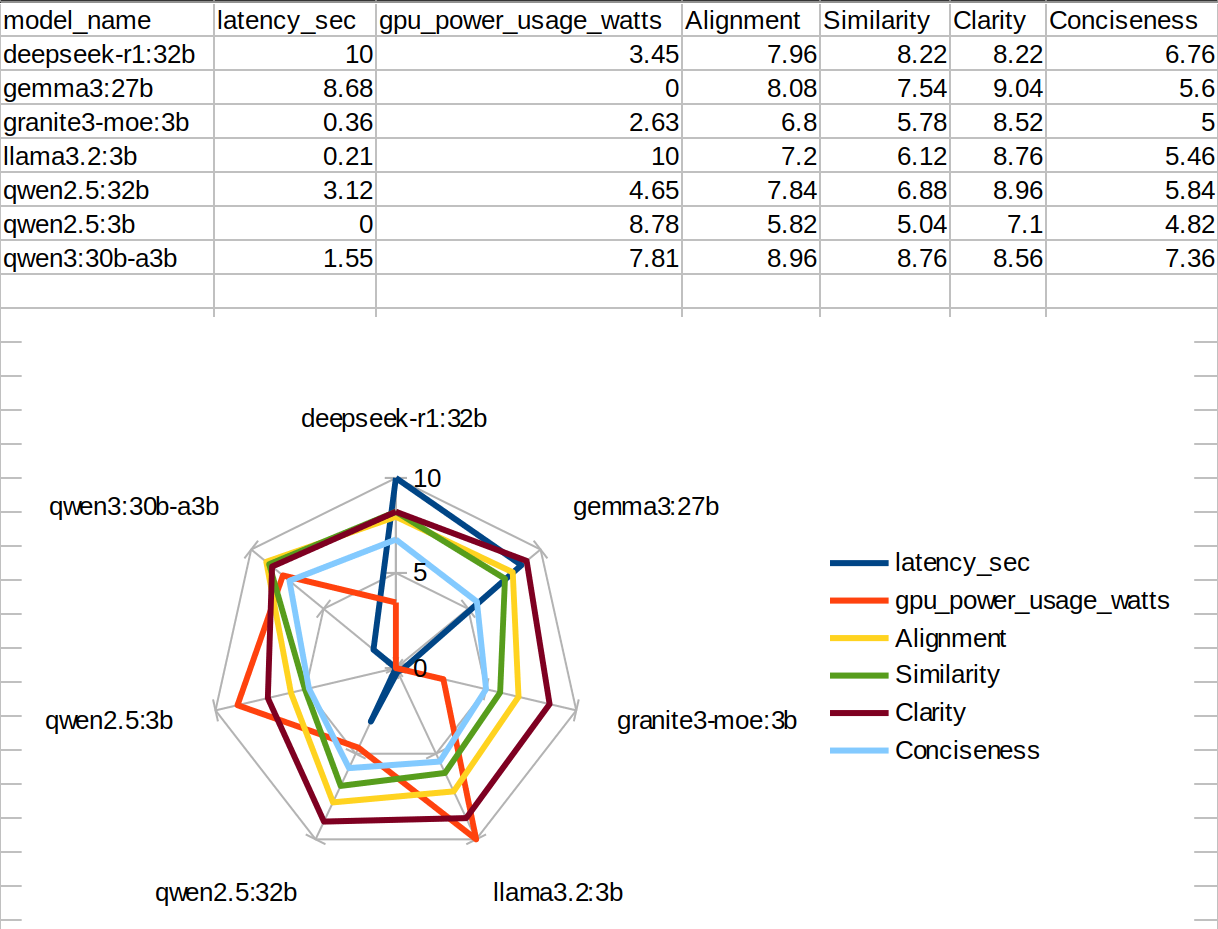 model_name latency_sec gpu_power_usage_watts Alignment Similarity Clarity Conciseness
deepseek-r1:32b 10 3.45 7.96 8.22 8.22 6.76
gemma3:27b 8.68 0 8.08 7.54 9.04 5.6
granite3-moe:3b 0.36 2.63 6.8 5.78 8.52 5
llama3.2:3b 0.21 10 7.2 6.12 8.76 5.46
qwen2.5:32b 3.12 4.65 7.84 6.88 8.96 5.84
qwen2.5:3b 0 8.78 5.82 5.04 7.1 4.82
qwen3:30b-a3b 1.55 7.81 8.96 8.76 8.56 7.36
deepseek-r1:32b
10
qwen3:30b-a3b
gemma3:27b
5
0
qwen2.5:3b
granite3-moe:3b
qwen2.5:32b
llama3.2:3b
latency_sec
gpu_power_usage_watts
Alignment
Similarity
Clarity
Conciseness